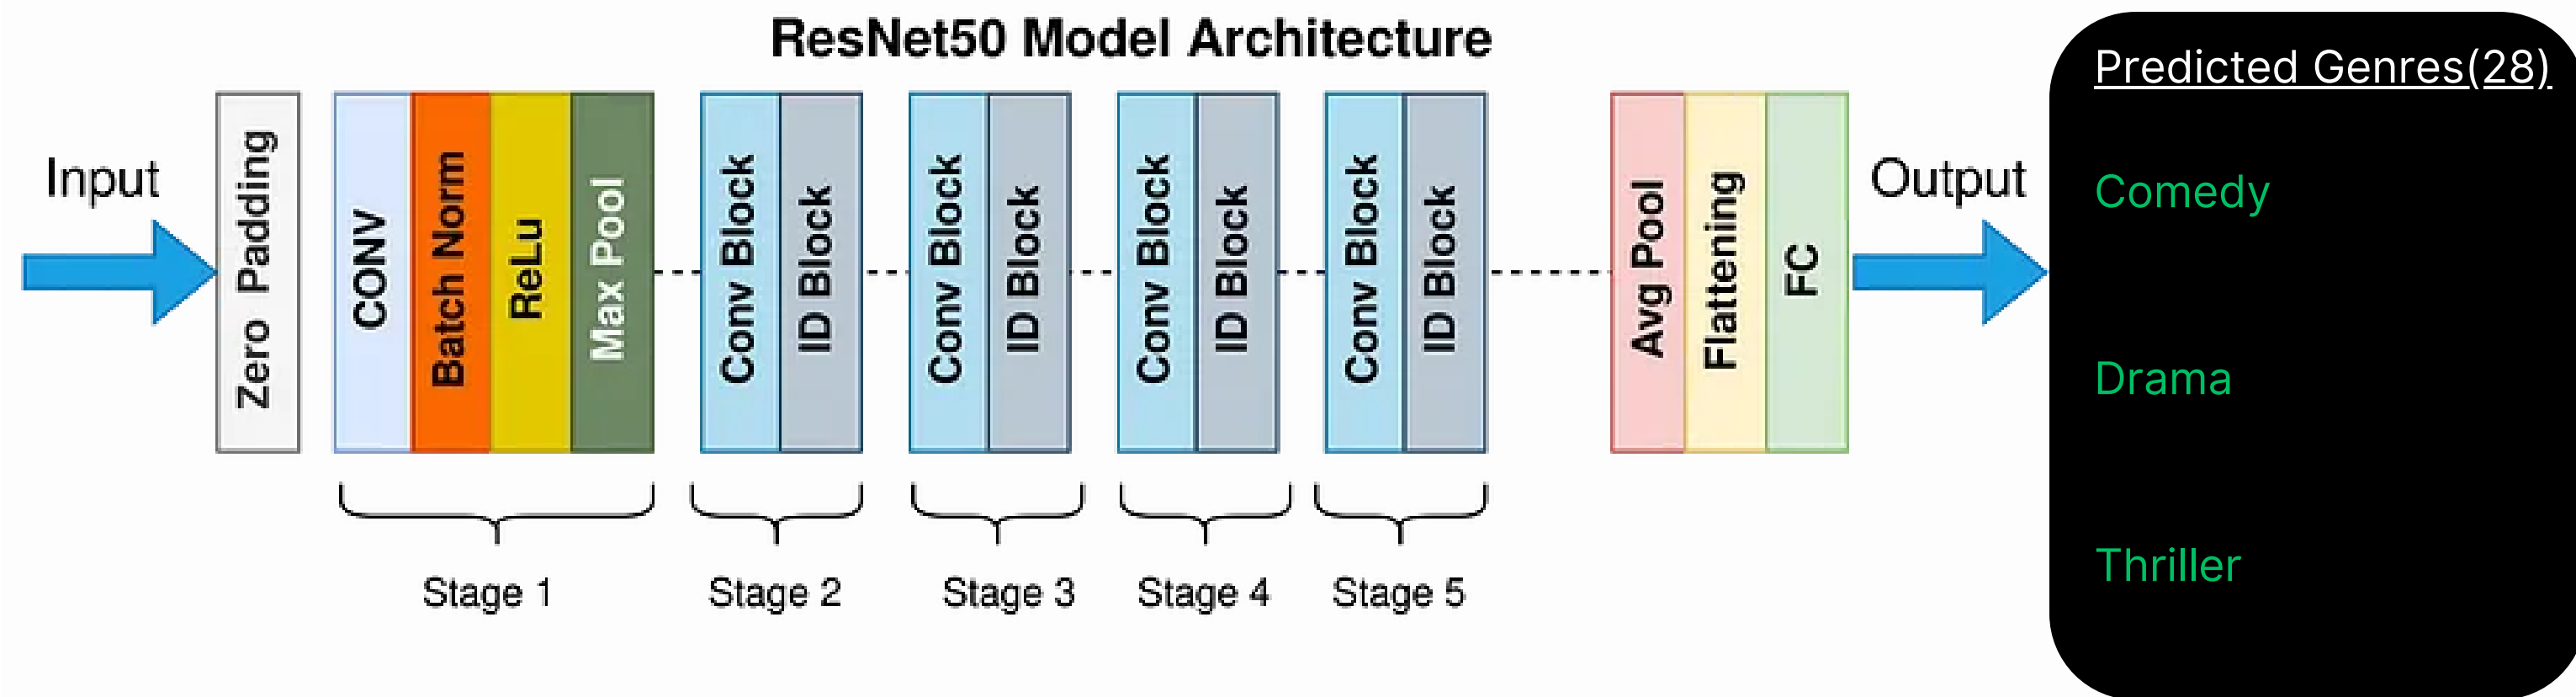 ResNet50 Model Architecture
Input
Zero Padding
CONV
Batch Norm
ReLu
Max Pool
Conv Block
ID Block
Conv Block
ID Block
Conv Block
ID Block
Conv Block
ID Block
Avg Pool
Flattening
FC
Output
Stage 1
Stage 2
Stage 3
Stage 4
Stage 5
Predicted Genres(28)
Comedy
Drama
Thriller